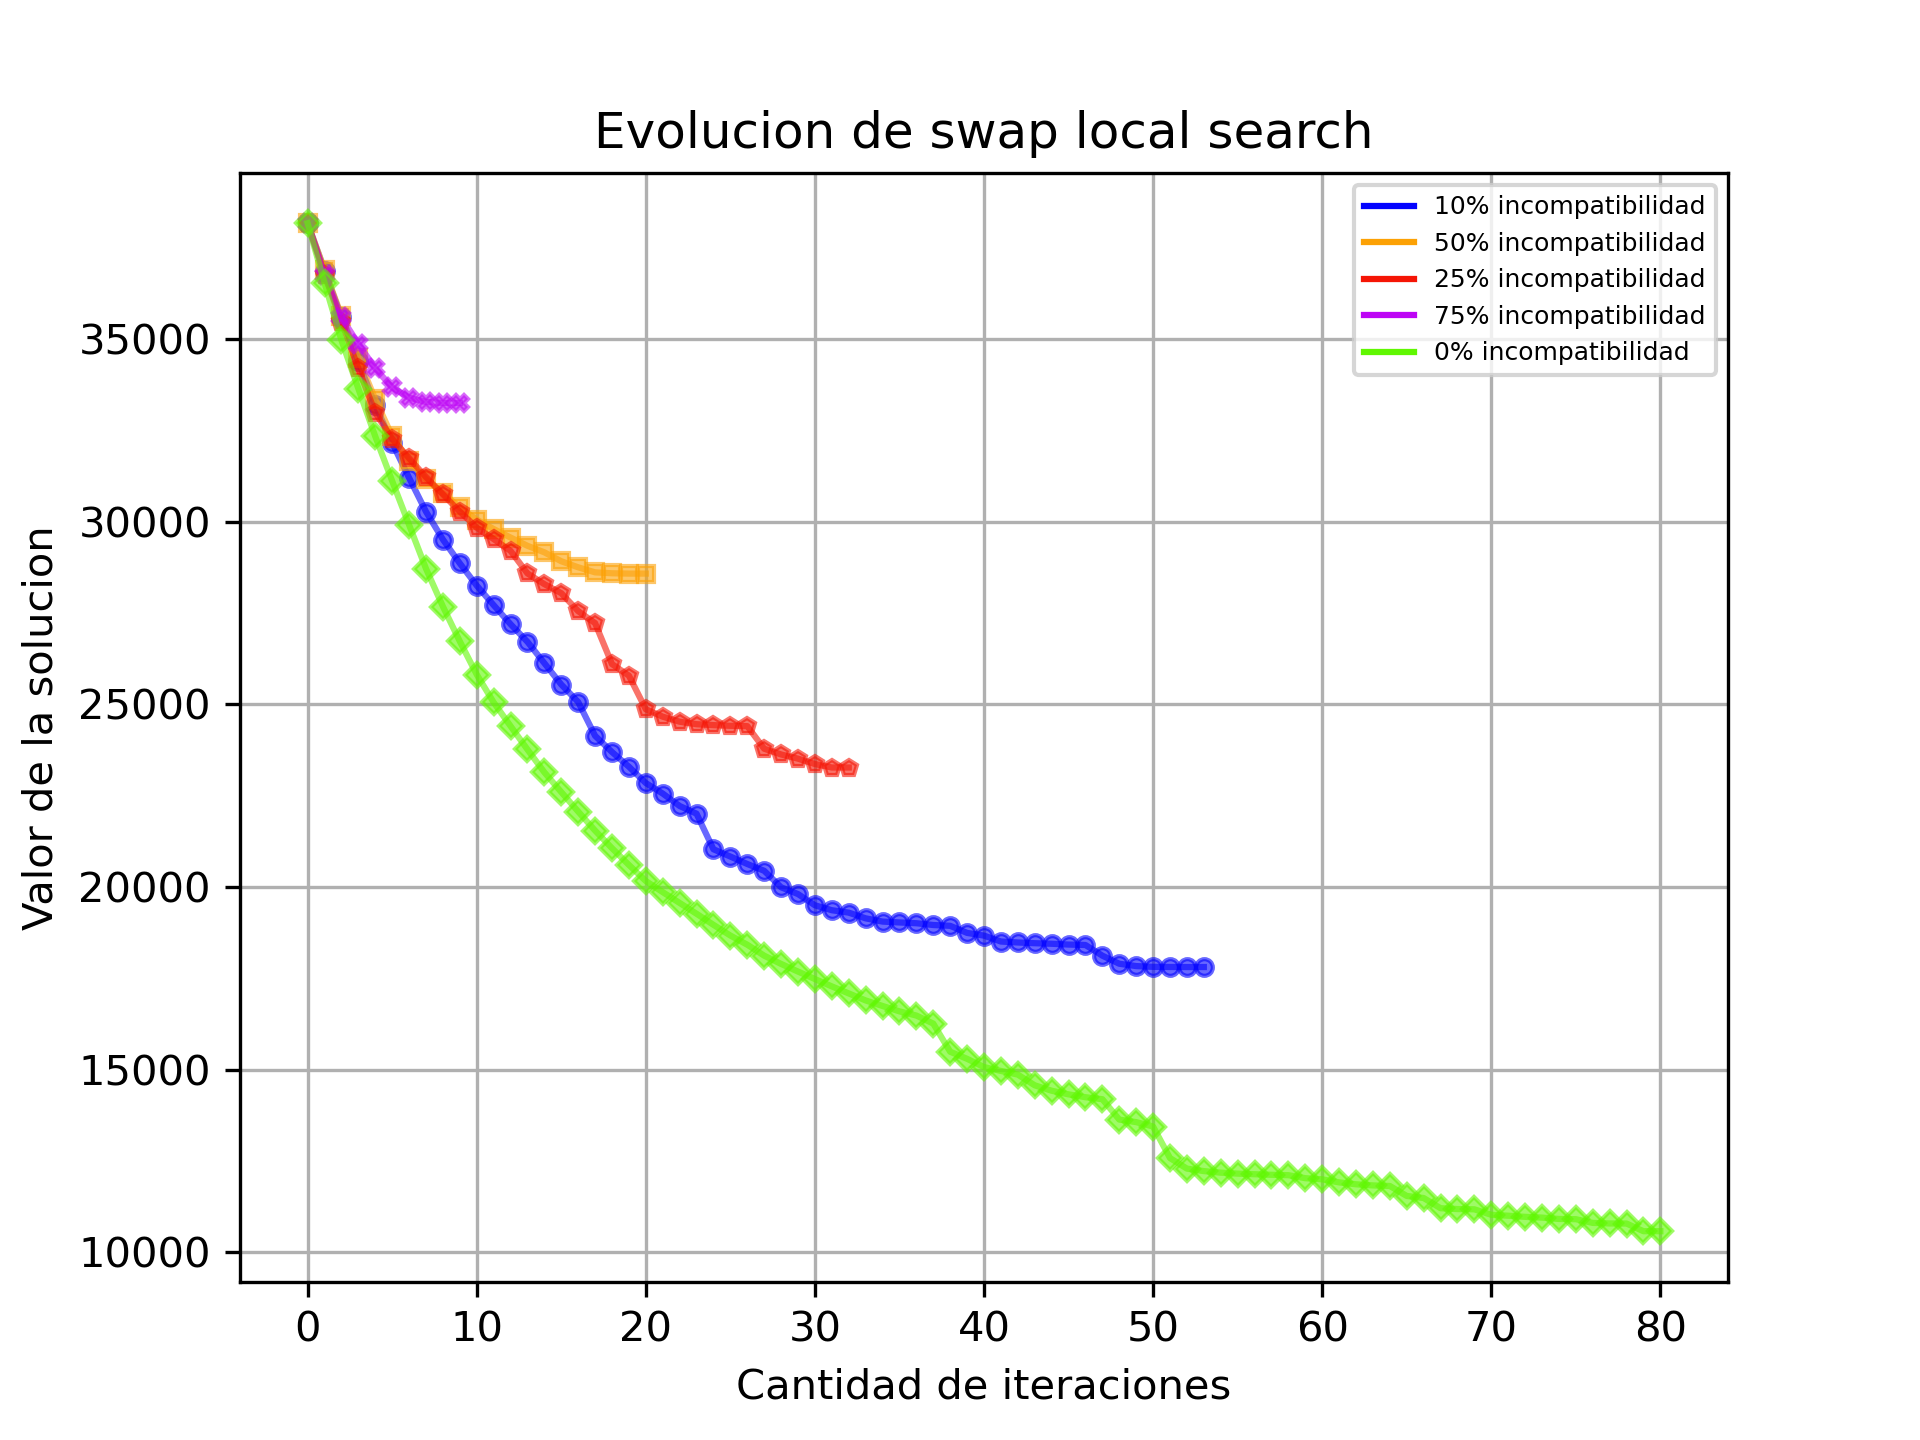 Evolucion de swap local search
10% incompatibilidad
50% incompatibilidad
25% incompatibilidad
75% incompatibilidad
0% incompatibilidad
Valor de la solucion
35000
30000
25000
20000
15000
10000
0 10 20 30 40 50 60 70 80
Cantidad de iteraciones